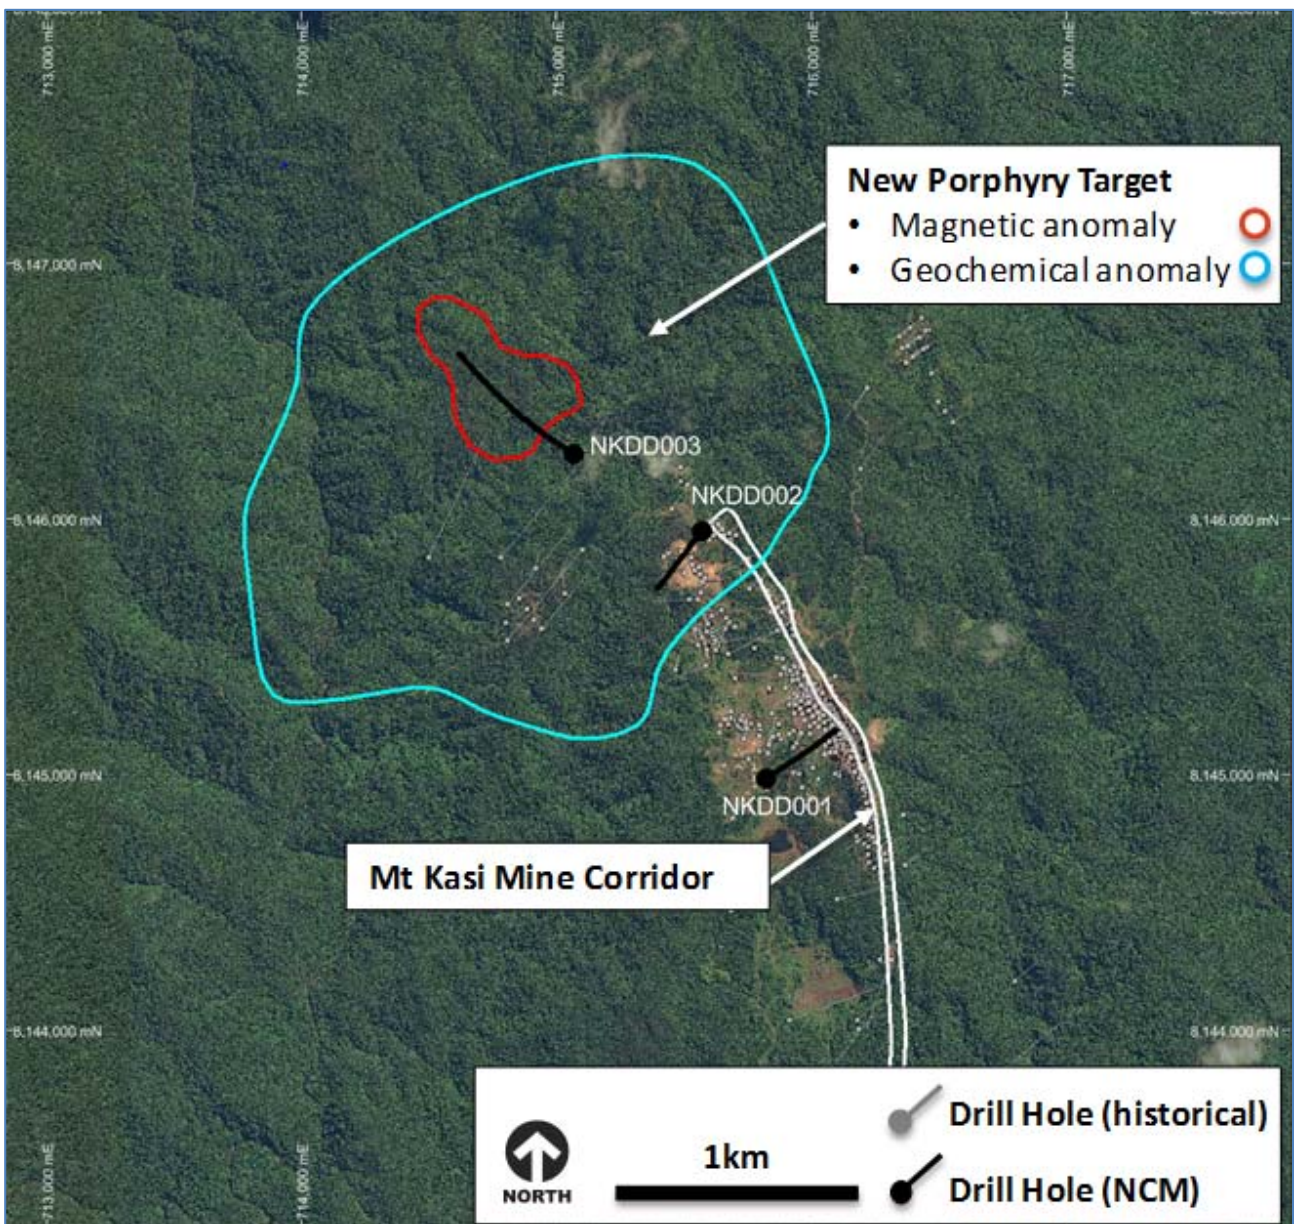 713,000 mE
714,000 mE
715,000 mE
716,000 mE
717,000 mE
New Porphyry Target
• Magnetic anomaly
• Geochemical anomaly
8,147,000 mN
NKDD003
NKDD002
8,146,000 mN
8,146,000 mN
8,145,000 mN
8,145,000 mN
NKDD001
Mt Kasi Mine Corridor
8,144,000 mN
8,144,000 mN
Drill Hole (historical)
1km
NORTH
Drill Hole (NCM)
713,000 mE
714,000 mE